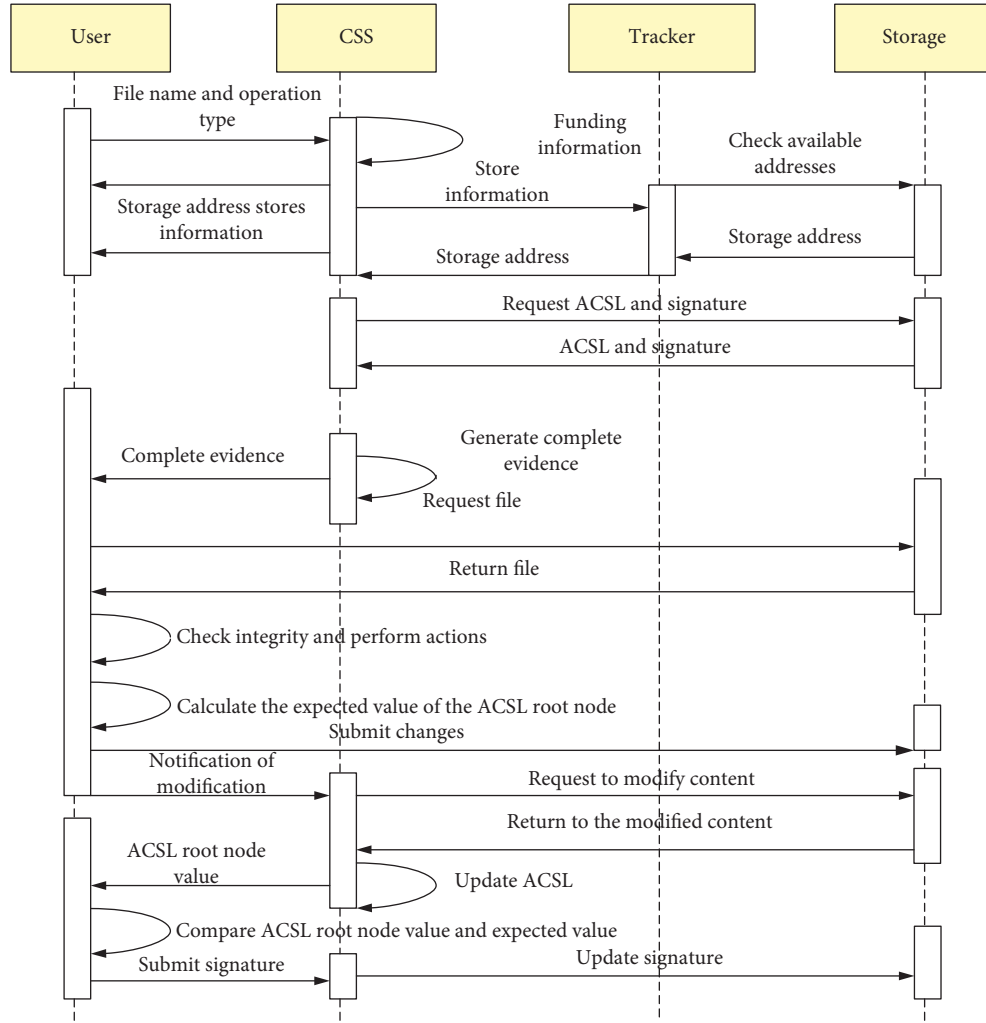 User
CSS
Tracker
Storage
File name and operation
type
Funding
information
Check available
addresses
Store
information
Storage address stores
information
Storage address
Storage address
Request ACSL and signature
ACSL and signature
Generate complete
evidence
Complete evidence
Request file
Return file
Check integrity and perform actions
Calculate the expected value of the ACSL root node
Submit changes
Notification of
modification
Request to modify content
Return to the modified content
ACSL root node
value
Update ACSL
Compare ACSL root node value and expected value
Submit signature
Update signature